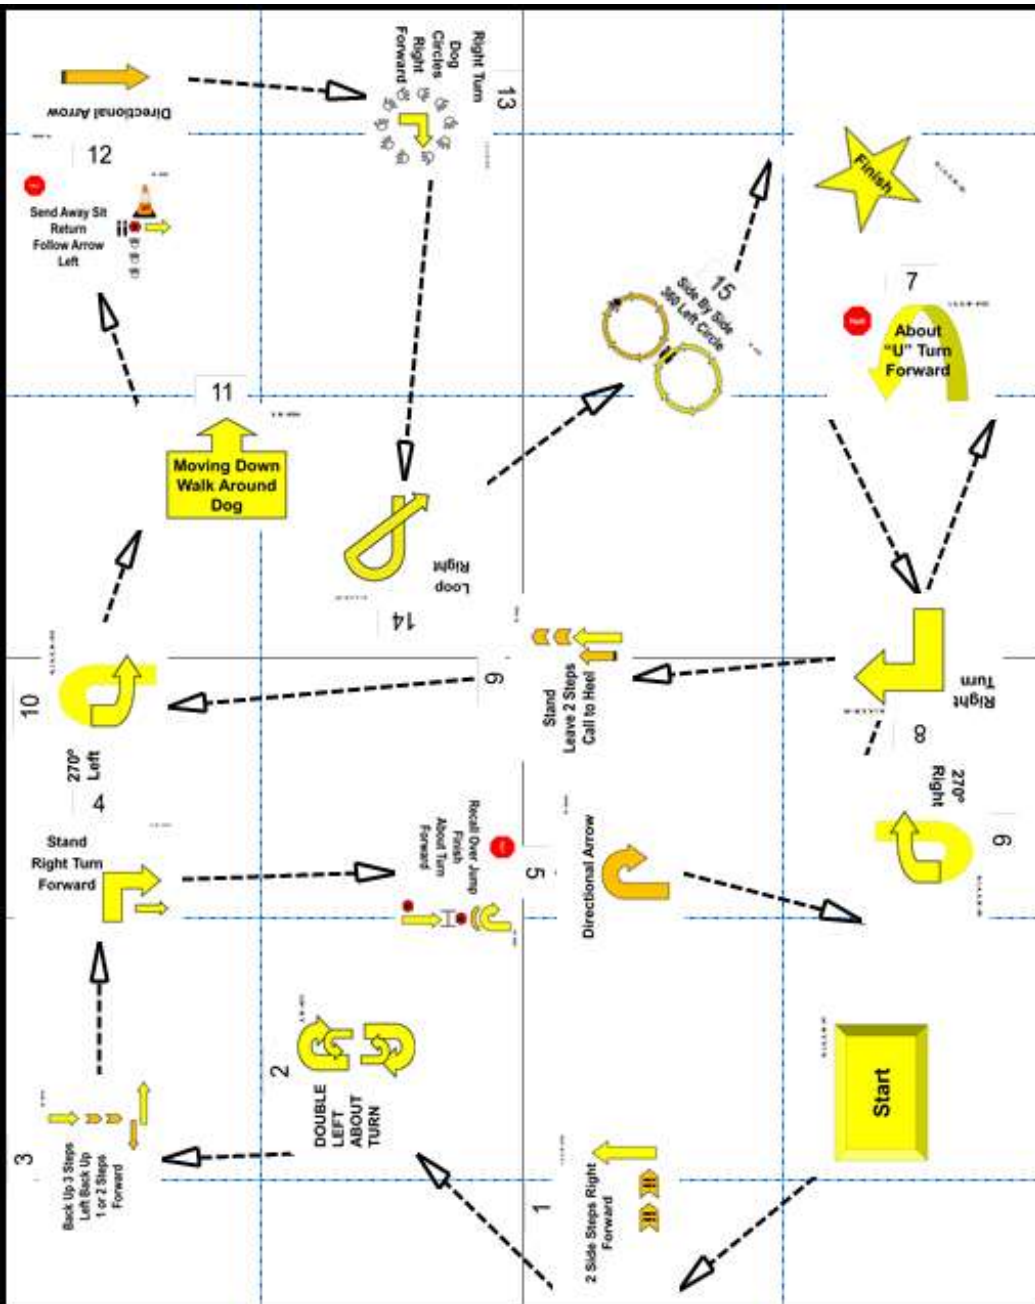 Start
1
2 Side Steps Right
Forward
2
DOUBLE
LEFT
ABOUT
TURN
3
Back Up 3 Steps
Left Back Up
1 or 2 Steps
Forward
4
Stand
Right Turn
Forward
5
Recall Over Jump
Finish
About Turn
Forward
Directional Arrow
6
270º
Right
7
About
"U" Turn
Forward
8
Right
Turn
9
Stand
Leave 2 Steps
Call to Heel
10
270º
Left
11
Moving Down
Walk Around
Dog
12
Send Away Sit
Return
Follow Arrow
Left
Directional Arrow
13
Right Turn
Dog
Circles
Right
Forward
14
Loop
Right
15
Side By Side
360 Left Circle
Finish